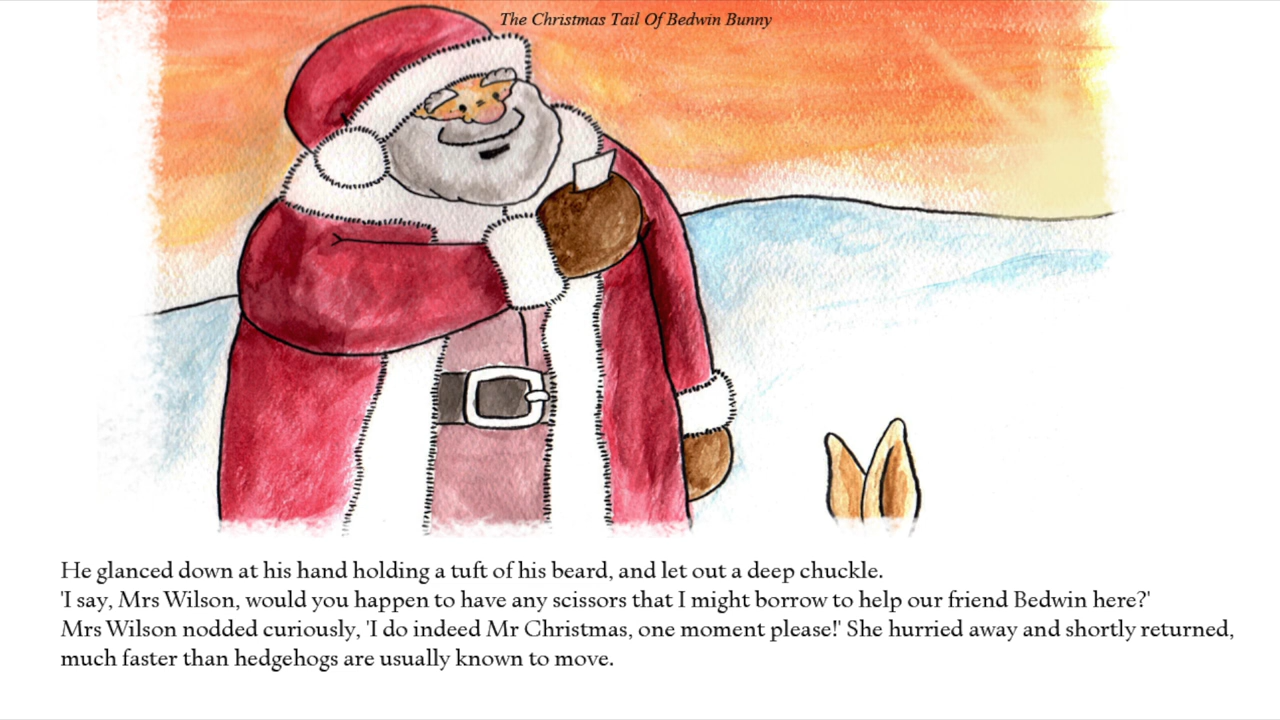 The Christmas Tail Of Bedwin Bunny
He glanced down at his hand holding a tuft of his beard, and let out a deep chuckle.
'I say, Mrs Wilson, would you happen to have any scissors that I might borrow to help our friend Bedwin here?'
Mrs Wilson nodded curiously, 'I do indeed Mr Christmas, one moment please!' She hurried away and shortly returned,
much faster than hedgehogs are usually known to move.